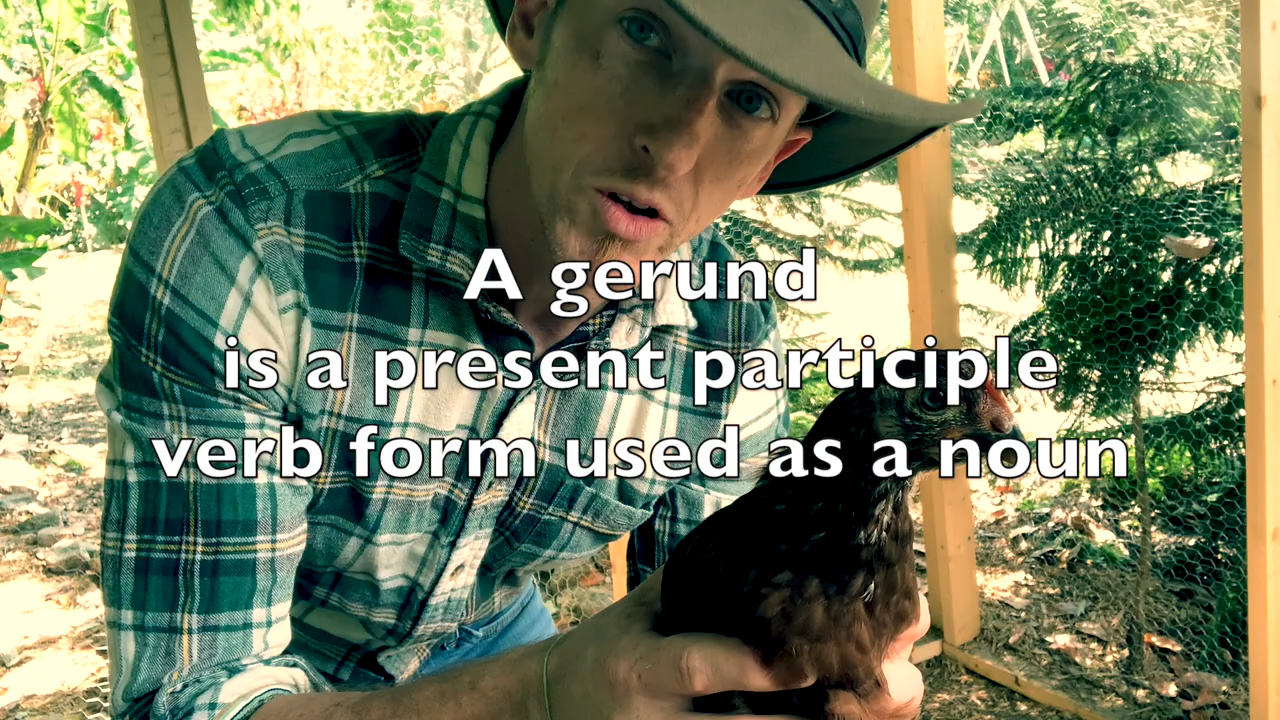 A gerund
is a present participle
verb form used as a noun